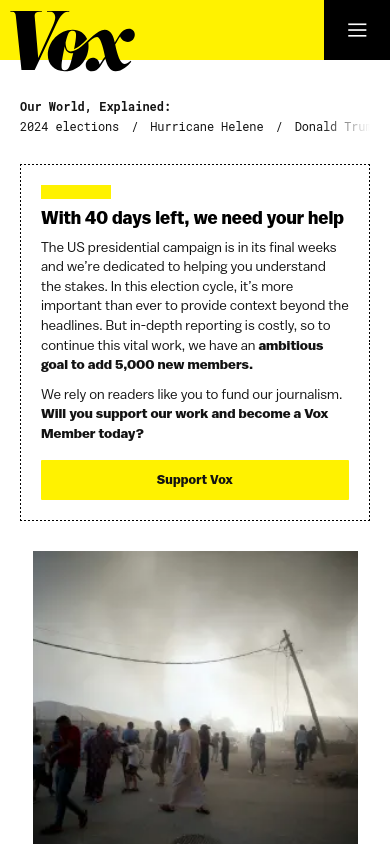 Vox
Our World, Explained:
2024 elections / Hurricane Helene / Donald Trum
With 40 days left, we need your help
The US presidential campaign is in its final weeks
and we’re dedicated to helping you understand
the stakes. In this election cycle, it’s more
important than ever to provide context beyond the
headlines. But in-depth reporting is costly, so to
continue this vital work, we have an ambitious
goal to add 5,000 new members.
We rely on readers like you to fund our journalism.
Will you support our work and become a Vox
Member today?
Support Vox